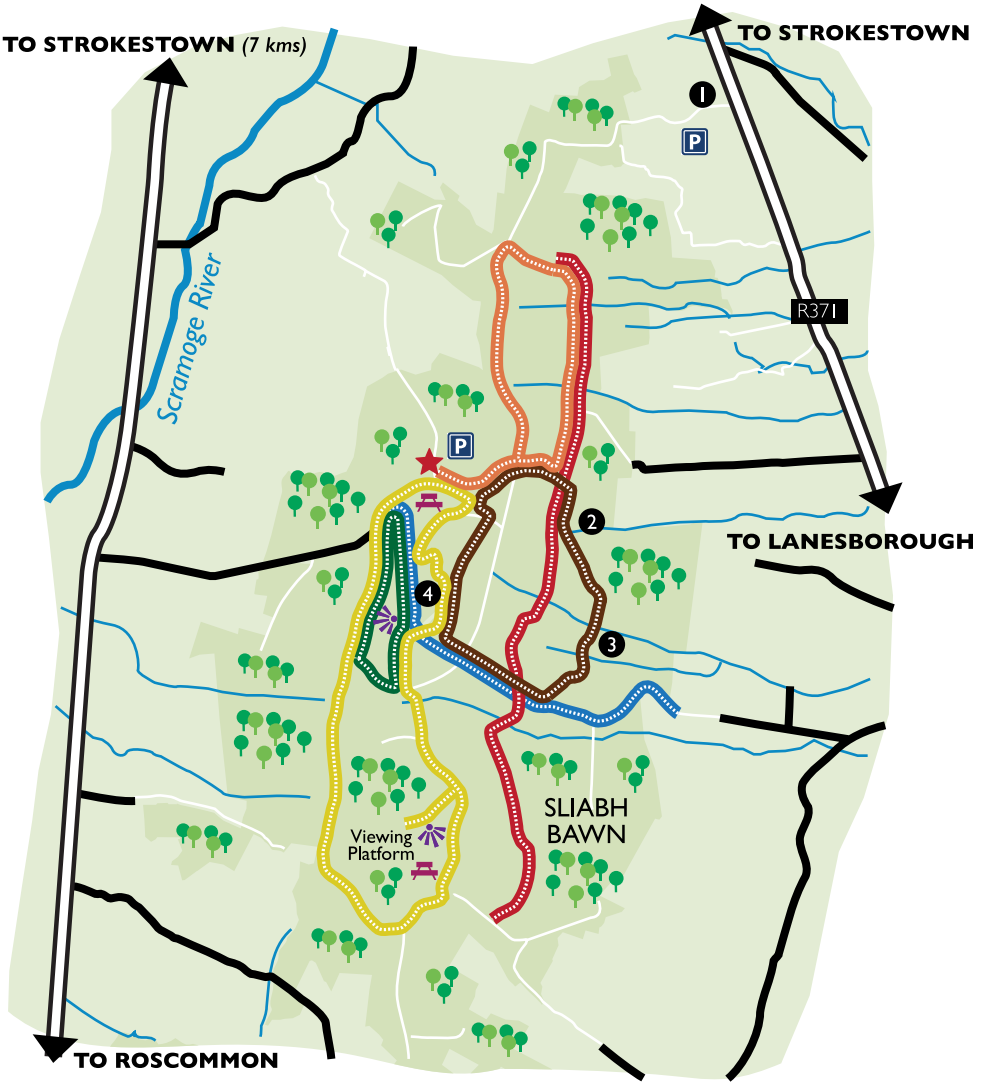 TO STROKESTOWN (7 kms)
TO STROKESTOWN
1
P
Scramoge River
R371
P
2
TO LANESBOROUGH
4
3
SLIABH
BAWN
Viewing
Platform
TO ROSCOMMON